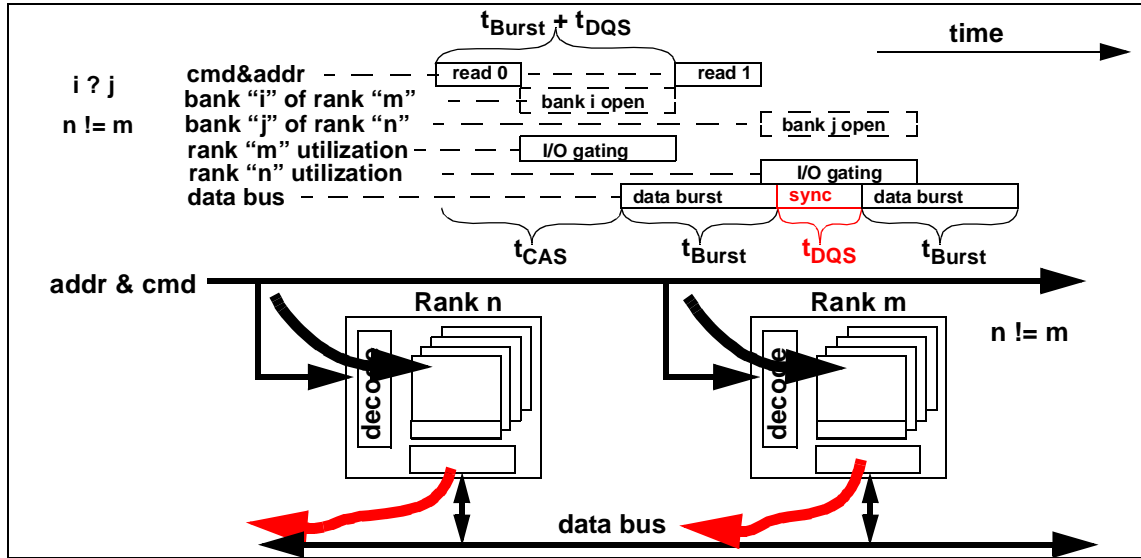 tBurst + tDQS
time
cmd&addr
read 0
read 1
i ? j
bank “i” of rank “m”
bank i open
n != m
bank “j” of rank “n”
bank j open
rank “m” utilization
I/O gating
rank “n” utilization
I/O gating
data bus
data burst
sync
data burst
tCAS
tBurst
tDQS
tBurst
addr & cmd
Rank n
Rank m
n != m
decode
decode
data bus